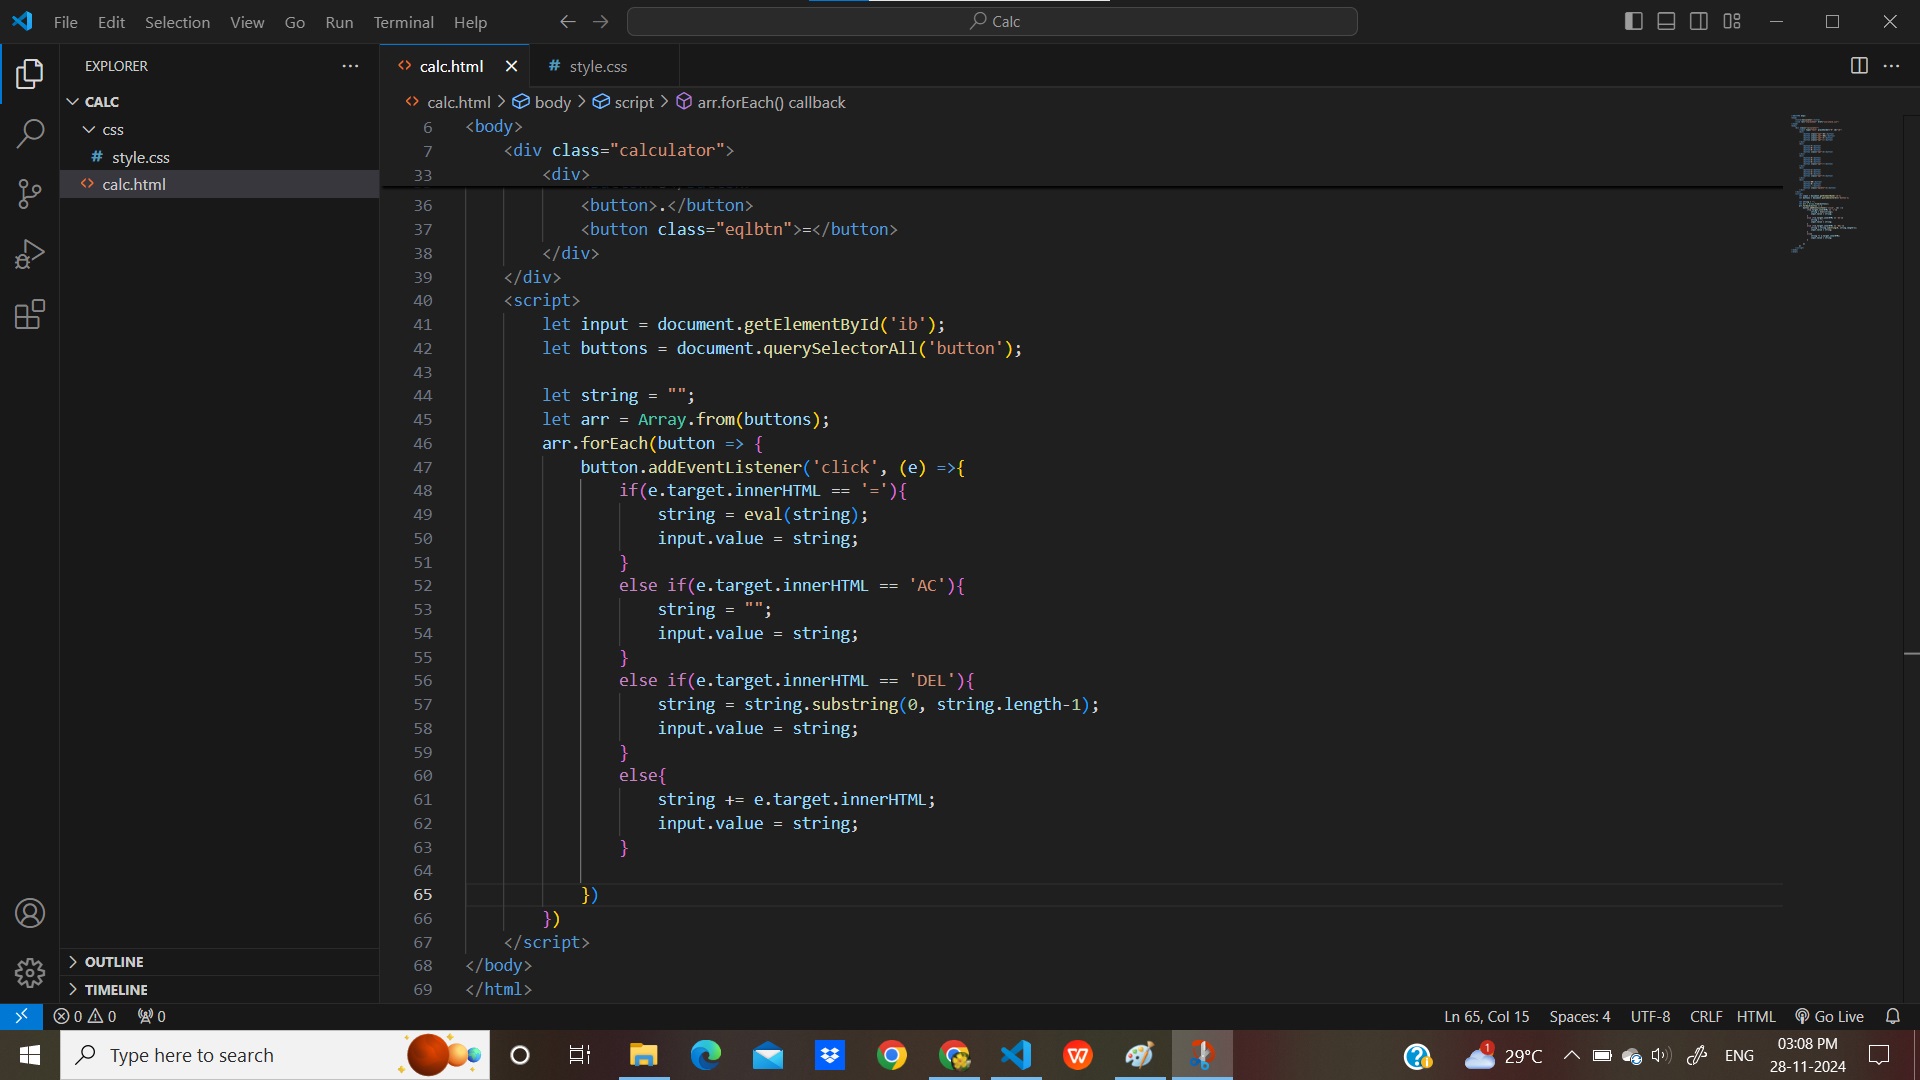 File Edit Selection View Go Run Terminal Help
Calc
EXPLORER
CALC
css
# style.css
<> calc.html
OUTLINE
TIMELINE
<> calc.html
# style.css
<> calc.html > body > script > arr.forEach() callback
6 <body>
7 <div class="calculator">
33 <div>
36 <button>.</button>
37 <button class="eqlbtn">=</button>
38 </div>
39 </div>
40 <script>
41 let input = document.getElementById('ib');
42 let buttons = document.querySelectorAll('button');
43
44 let string = "";
45 let arr = Array.from(buttons);
46 arr.forEach(button => {
47 button.addEventListener('click', (e) =>{
48 if(e.target.innerHTML == '='){
49 string = eval(string);
50 input.value = string;
51 }
52 else if(e.target.innerHTML == 'AC'){
53 string = "";
54 input.value = string;
55 }
56 else if(e.target.innerHTML == 'DEL'){
57 string = string.substring(0, string.length-1);
58 input.value = string;
59 }
60 else{
61 string += e.target.innerHTML;
62 input.value = string;
63 }
64
65 })
66 })
67 </script>
68 </body>
69 </html>
0 0 0
Ln 65, Col 15 Spaces: 4 UTF-8 CRLF HTML Go Live
Type here to search
1 29°C ENG
03:08 PM
28-11-2024